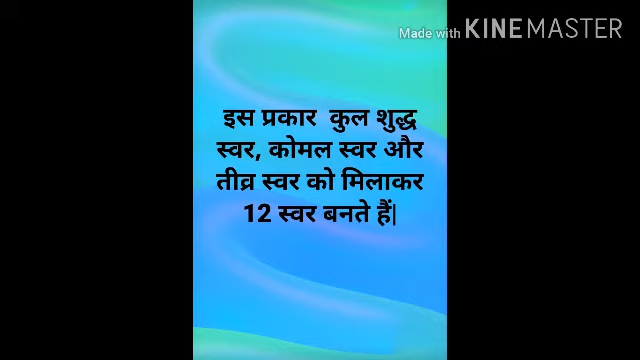 Made with KINEMASTER
इस प्रकार कुल शुद्ध
स्वर, कोमल स्वर और
तीव्र स्वर को मिलाकर
12 स्वर बनते हैं|